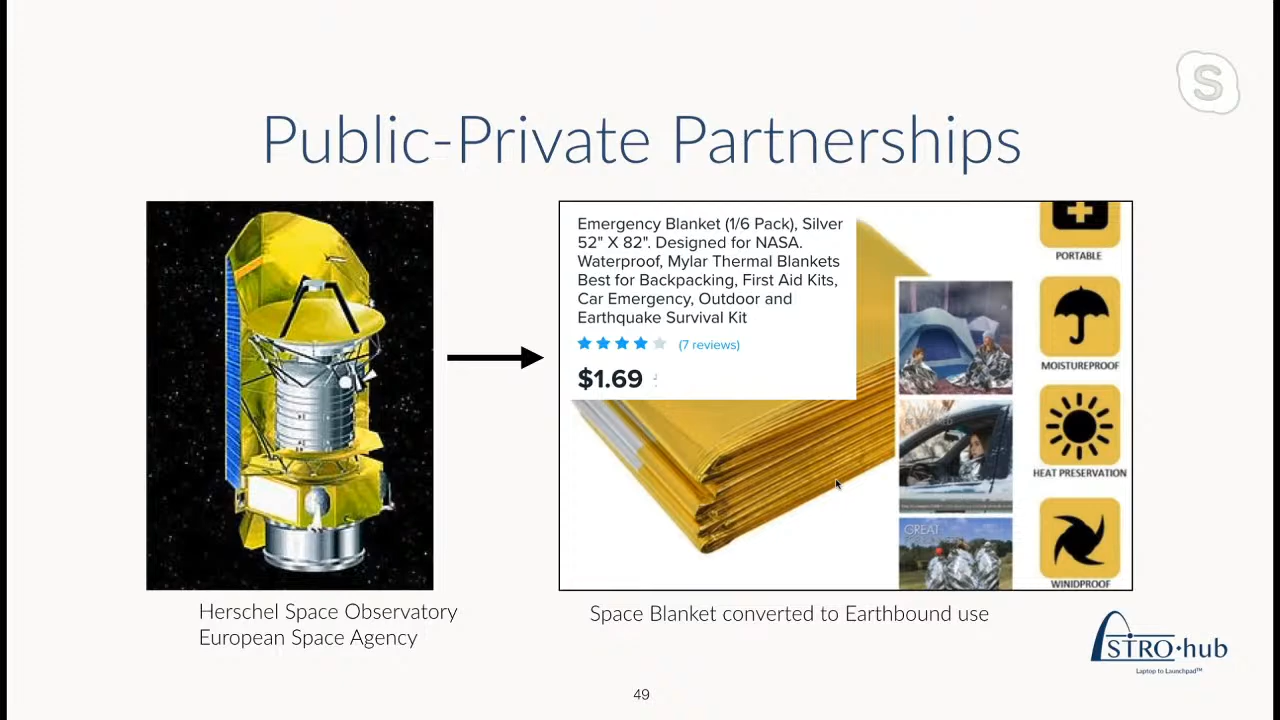 S
Public-Private Partnerships
Emergency Blanket (1/6 Pack), Silver
52" X 82". Designed for NASA.
Waterproof, Mylar Thermal Blankets
Best for Backpacking, First Aid Kits,
Car Emergency, Outdoor and
Earthquake Survival Kit
(7 reviews)
$1.69
PORTABLE
MOISTUREPROOF
HEAT PRESERVATION
GREAT
WINIDPROOF
Herschel Space Observatory
European Space Agency
Space Blanket converted to Earthbound use
STRO·hub
Laptop to Launchpad™
49